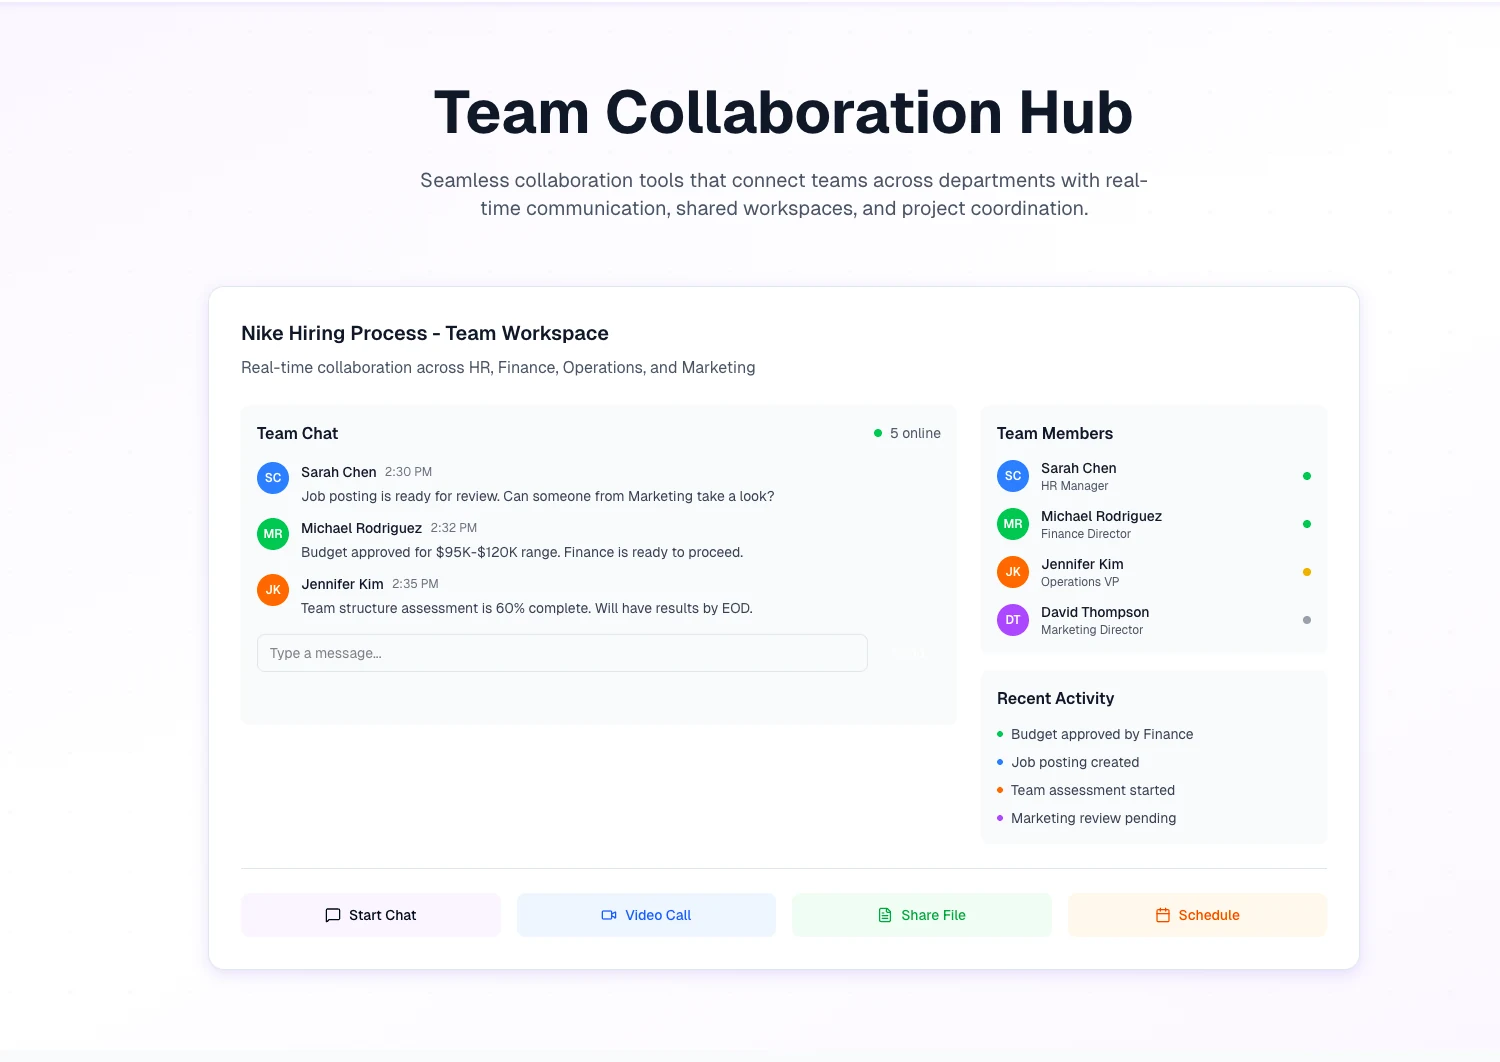 Team Collaboration Hub
Seamless collaboration tools that connect teams across departments with real-
time communication, shared workspaces, and project coordination.
Nike Hiring Process - Team Workspace
Real-time collaboration across HR, Finance, Operations, and Marketing
Team Chat
5 online
SC
Sarah Chen 2:30 PM
Job posting is ready for review. Can someone from Marketing take a look?
MR
Michael Rodriguez 2:32 PM
Budget approved for $95K-$120K range. Finance is ready to proceed.
JK
Jennifer Kim 2:35 PM
Team structure assessment is 60% complete. Will have results by EOD.
Type a message...
Team Members
SC
Sarah Chen
HR Manager
MR
Michael Rodriguez
Finance Director
JK
Jennifer Kim
Operations VP
DT
David Thompson
Marketing Director
Recent Activity
Budget approved by Finance
Job posting created
Team assessment started
Marketing review pending
Start Chat
Video Call
Share File
Schedule